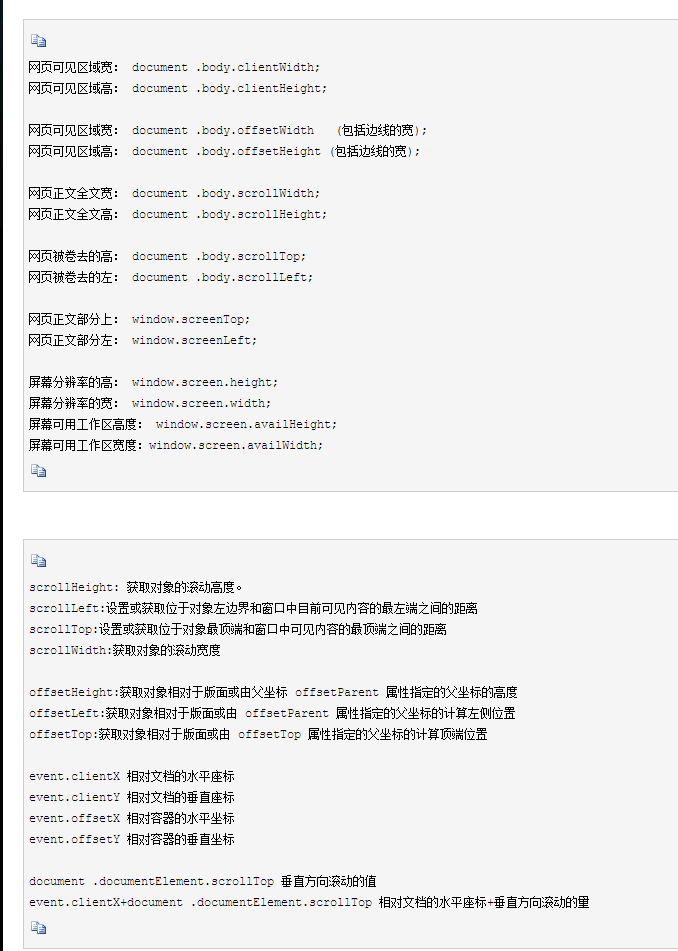 网页可见区域宽： document .body.clientWidth;
网页可见区域高： document .body.clientHeight;
网页可见区域宽： document .body.offsetWidth   (包括边线的宽);
网页可见区域高： document .body.offsetHeight (包括边线的宽);
网页正文全文宽： document .body.scrollWidth;
网页正文全文高： document .body.scrollHeight;
网页被卷去的高： document .body.scrollTop;
网页被卷去的左： document .body.scrollLeft;
网页正文部分上： window.screenTop;
网页正文部分左： window.screenLeft;
屏幕分辨率的高： window.screen.height;
屏幕分辨率的宽： window.screen.width;
屏幕可用工作区高度： window.screen.availHeight;
屏幕可用工作区宽度：window.screen.availWidth;
scrollHeight: 获取对象的滚动高度。
scrollLeft:设置或获取位于对象左边界和窗口中目前可见内容的最左端之间的距离
scrollTop:设置或获取位于对象最顶端和窗口中可见内容的最顶端之间的距离
scrollWidth:获取对象的滚动宽度
offsetHeight:获取对象相对于版面或由父坐标 offsetParent 属性指定的父坐标的高度
offsetLeft:获取对象相对于版面或由 offsetParent 属性指定的父坐标的计算左侧位置
offsetTop:获取对象相对于版面或由 offsetTop 属性指定的父坐标的计算顶端位置
event.clientX 相对文档的水平座标
event.clientY 相对文档的垂直座标
event.offsetX 相对容器的水平坐标
event.offsetY 相对容器的垂直坐标
document .documentElement.scrollTop 垂直方向滚动的值
event.clientX+document .documentElement.scrollTop 相对文档的水平座标+垂直方向滚动的量